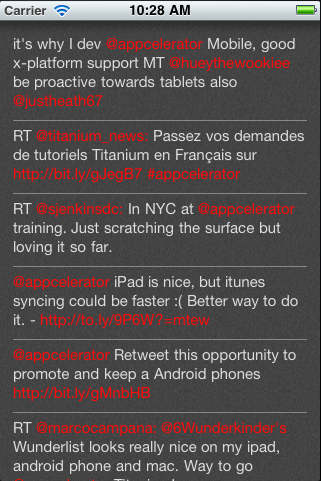 Carrier 10:28 AM
it's why I dev @appcelerator Mobile, good
x-platform support MT @hueythewookiee
be proactive towards tablets also
@justheath67
RT @titanium_news: Passez vos demandes
de tutoriels Titanium en Français sur
http://bit.ly/gJegB7 #appcelerator
RT @sjenkinsdc: In NYC at @appcelerator
training. Just scratching the surface but
loving it so far.
@appcelerator iPad is nice, but itunes
syncing could be faster :( Better way to do
it. - http://to.ly/9P6W?=mtew
@appcelerator Retweet this opportunity to
promote and keep a Android phones
http://bit.ly/gMnbHB
RT @marcocampana: @6Wunderkinder's
Wunderlist looks really nice on my ipad,
android phone and mac. Way to go